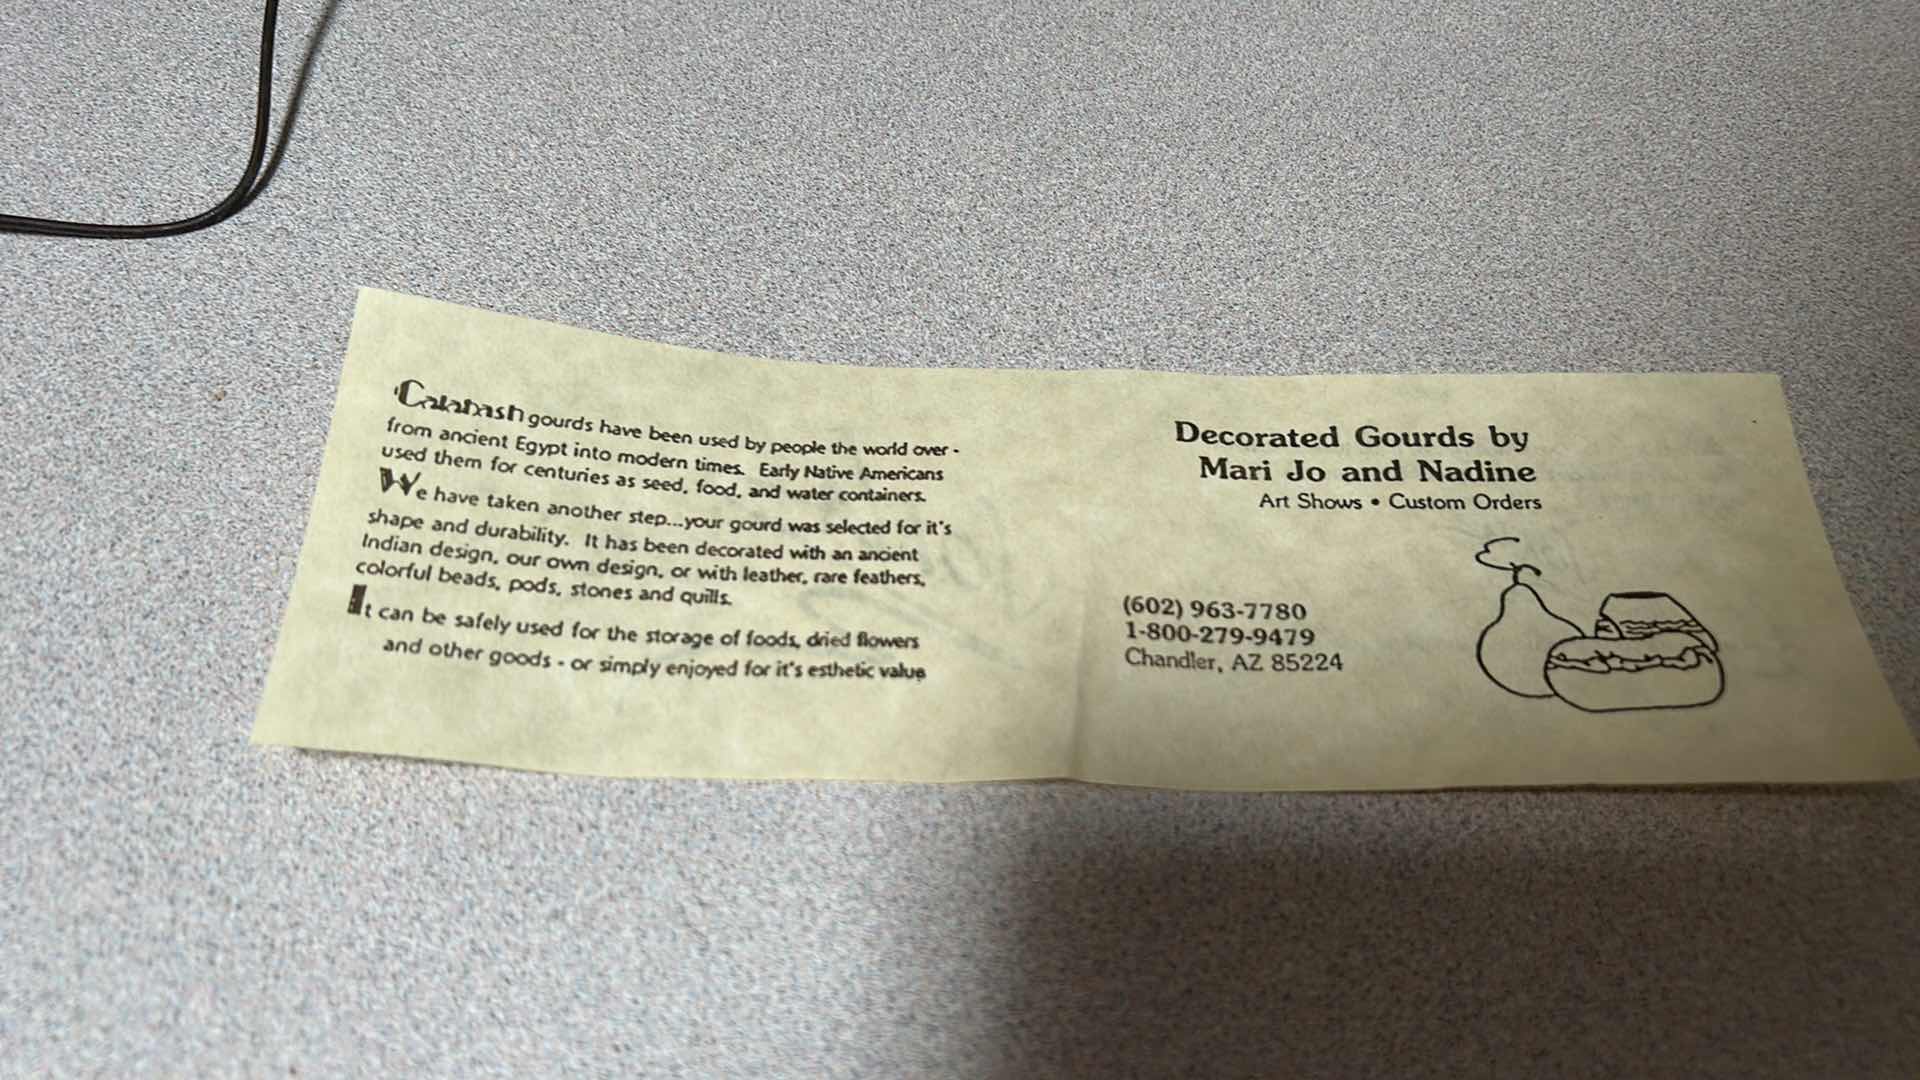 Calabash gourds have been used by people the world over -
from ancient Egypt into modern times. Early Native Americans
used them for centuries as seed, food, and water containers.
We have taken another step...your gourd was selected for it's
shape and durability. It has been decorated with an ancient
Indian design, our own design, or with leather, rare feathers,
colorful beads, pods, stones and quills.
It can be safely used for the storage of foods, dried flowers
and other goods - or simply enjoyed for it's esthetic value
Decorated Gourds by
Mari Jo and Nadine
Art Shows • Custom Orders
(602) 963-7780
1-800-279-9479
Chandler, AZ 85224